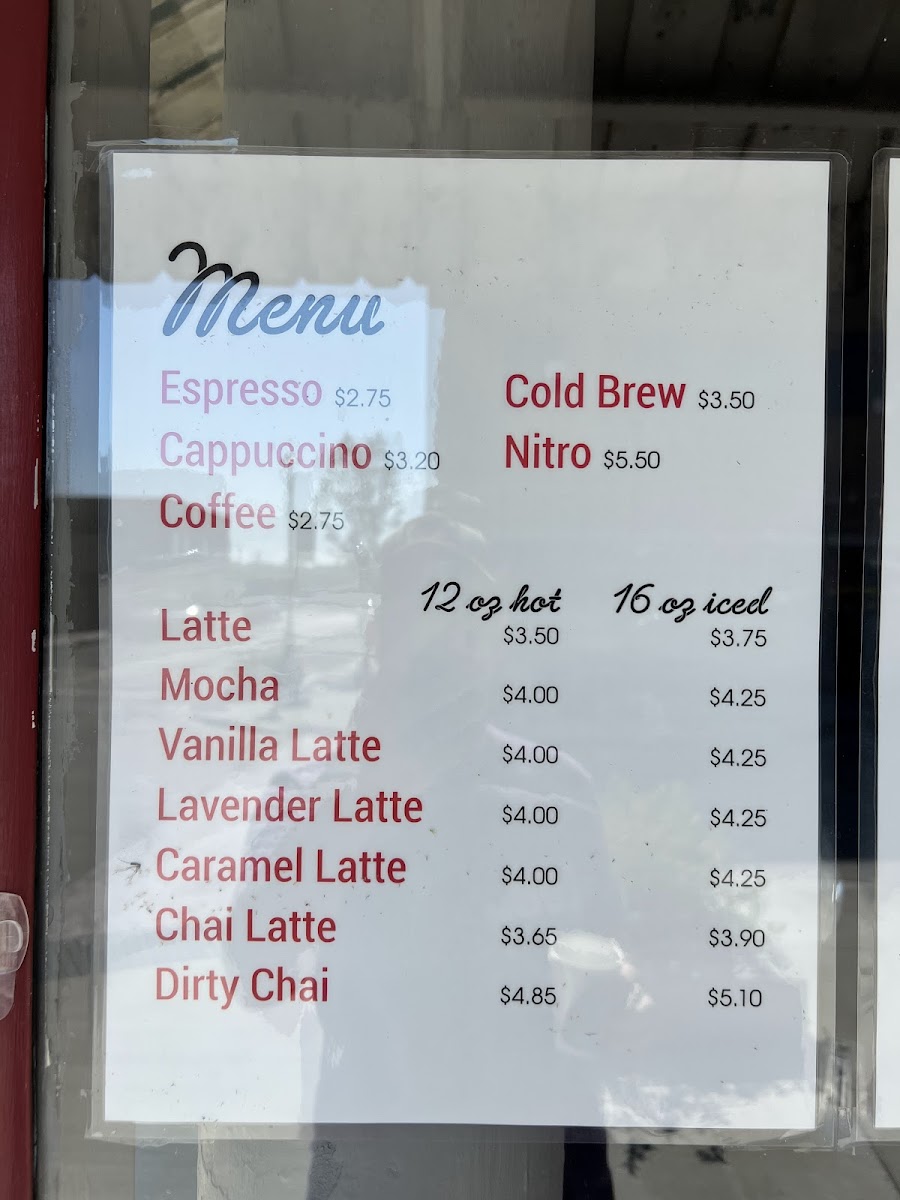 Menu
Espresso $2.75
Cappuccino $3.20
Coffee $2.75
Cold Brew $3.50
Nitro $5.50
12 oz hot 16 oz iced
Latte $3.50 $3.75
Mocha $4.00 $4.25
Vanilla Latte $4.00 $4.25
Lavender Latte $4.00 $4.25
Caramel Latte $4.00 $4.25
Chai Latte $3.65 $3.90
Dirty Chai $4.85 $5.10